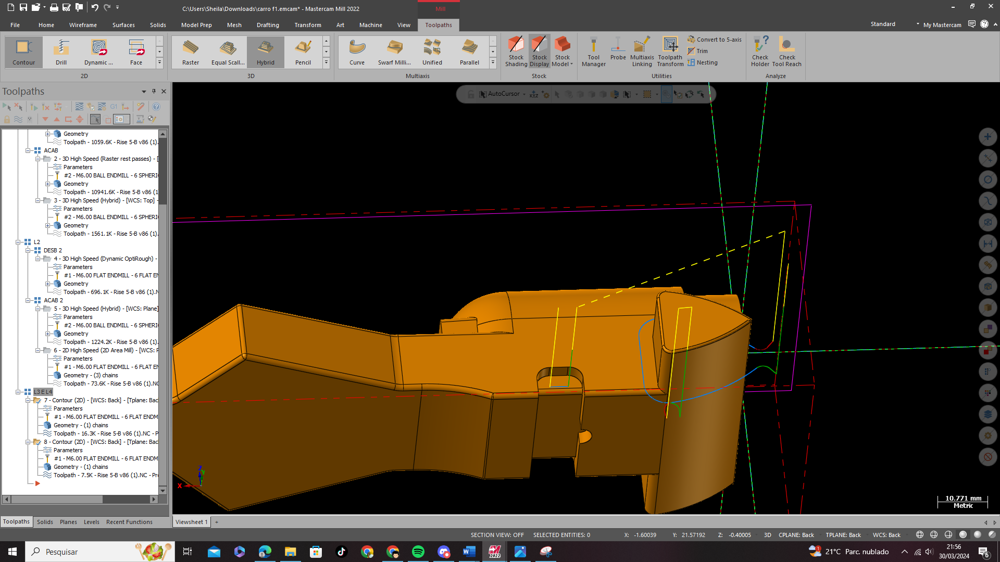 C:\Users\Sheila\Downloads\carro f1.emcam* - Mastercam Mill 2022
Mill
File Home Wireframe Surfaces Solids Model Prep Mesh Drafting Transform Art Machine View Toolpaths
Standard My Mastercam
Contour Drill Dynamic ... Face
2D
Raster Equal Scall... Hybrid Pencil
3D
Curve Swarf Milli... Unified Parallel
Multiaxis
Stock Shading Stock Display Stock Model
Stock
Tool Manager Probe Multiaxis Linking Toolpath Transform
Convert to 5-axis
Trim
Nesting
Utilities
Check Holder Check Tool Reach
Analyze
Toolpaths
AutoCursor
G1
Geometry
Toolpath - 1059.6K - Rise 5-B v86 (1).
ACAB
2 - 3D High Speed (Raster rest passes) - [
Parameters
#2 - M6.00 BALL ENDMILL - 6 SPHERI
Geometry
Toolpath - 10941.6K - Rise 5-B v86 (1
3 - 3D High Speed (Hybrid) - [WCS: Top] -
Parameters
#2 - M6.00 BALL ENDMILL - 6 SPHERI
Geometry
Toolpath - 1561.1K - Rise 5-B v86 (1).
L2
DESB 2
4 - 3D High Speed (Dynamic OptiRough) -
Parameters
#1 - M6.00 FLAT ENDMILL - 6 FLAT EN
Geometry
Toolpath - 696.1K - Rise 5-B v86 (1).N
ACAB 2
5 - 3D High Speed (Hybrid) - [WCS: Plane]
Parameters
#2 - M6.00 BALL ENDMILL - 6 SPHERI
Geometry
Toolpath - 1224.2K - Rise 5-B v86 (1).
6 - 2D High Speed (2D Area Mill) - [WCS: P
Parameters
#1 - M6.00 FLAT ENDMILL - 6 FLAT EN
Geometry - (3) chains
Toolpath - 73.6K - Rise 5-B v86 (1).NC
L3 E L4
7 - Contour (2D) - [WCS: Back] - [Tplane: Bac
Parameters
#1 - M6.00 FLAT ENDMILL - 6 FLAT ENDM
Geometry - (1) chains
Toolpath - 16.3K - Rise 5-B v86 (1).NC - P
8 - Contour (2D) - [WCS: Back] - [Tplane: Bac
Parameters
#1 - M6.00 FLAT ENDMILL - 6 FLAT ENDM
Geometry - (1) chains
Toolpath - 7.5K - Rise 5-B v86 (1).NC - Pr
Z
Y
X
10.771 mm
Metric
Toolpaths Solids Planes Levels Recent Functions
Viewsheet 1 +
SECTION VIEW: OFF SELECTED ENTITIES: 0 X: -1.60039 Y: 21.57192 Z: -0.40005 3D CPLANE: Back TPLANE: Back WCS: Back
Pesquisar
2022
1
21°C Parc. nublado
21:56
30/03/2024
6